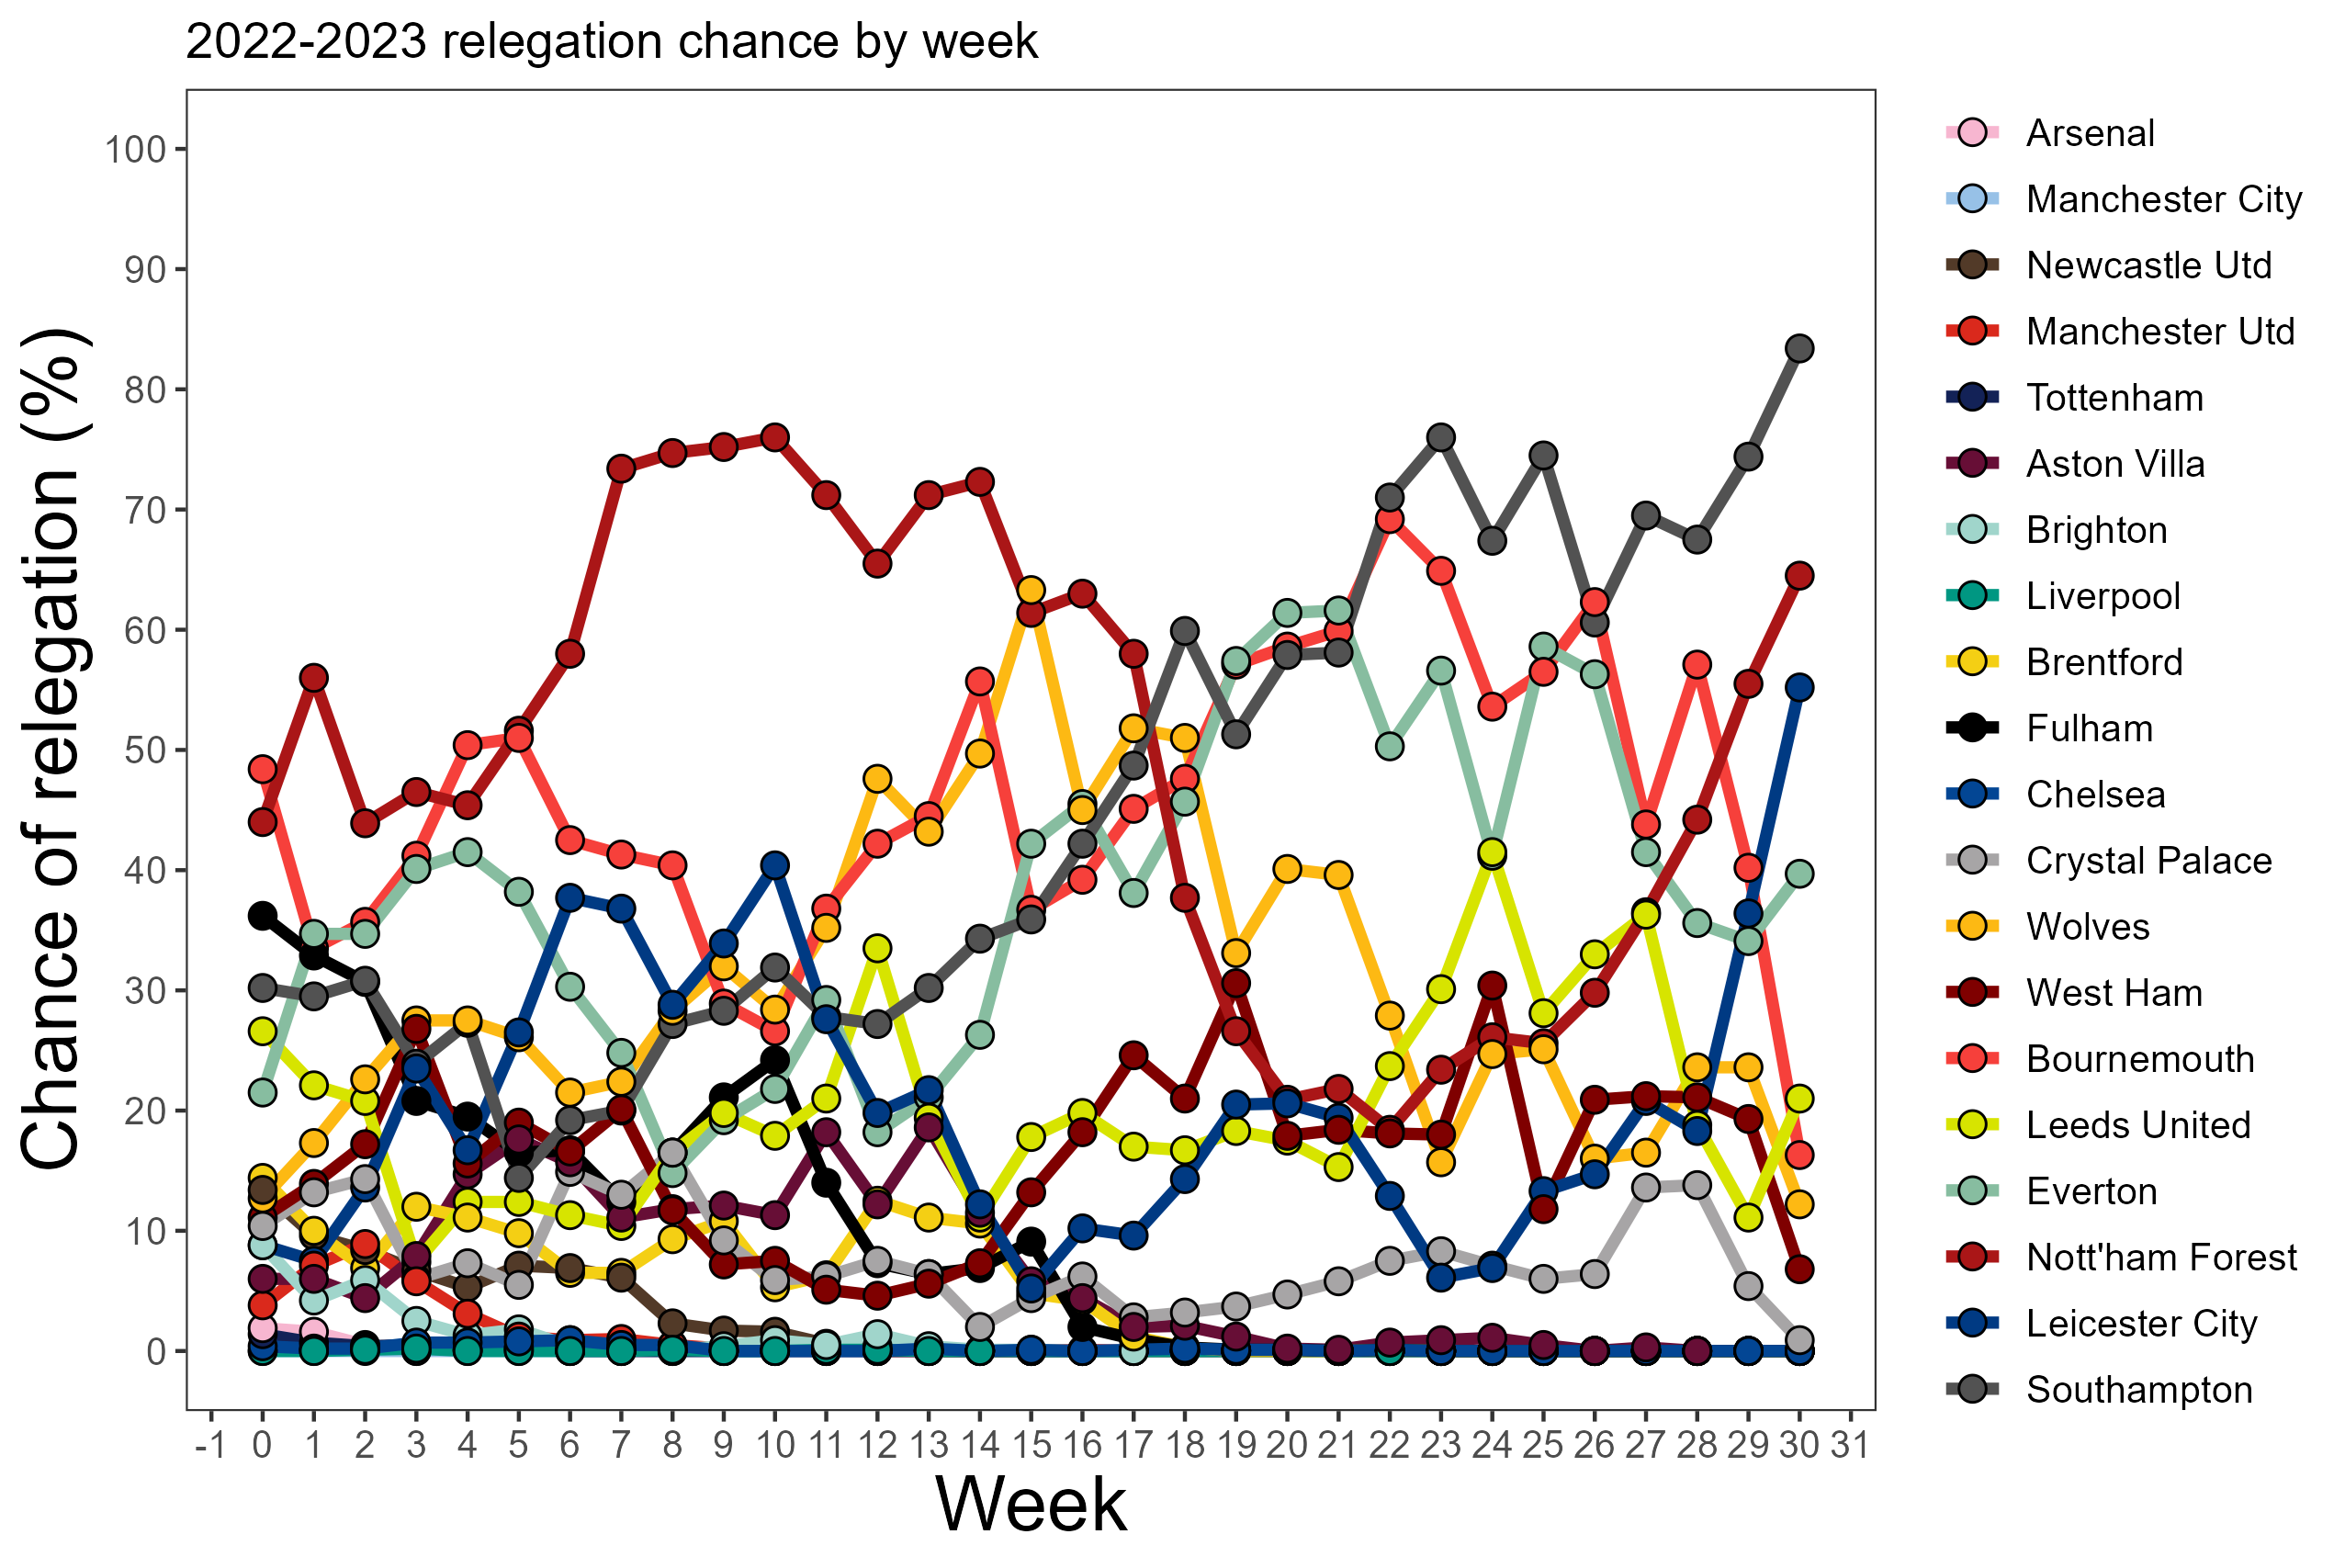 2022-2023 relegation chance by week
Chance of relegation (%)
100
90
80
70
60
50
40
30
20
10
0
-1 0 1 2 3 4 5 6 7 8 9 10 11 12 13 14 15 16 17 18 19 20 21 22 23 24 25 26 27 28 29 30 31
Week
Arsenal
Manchester City
Newcastle Utd
Manchester Utd
Tottenham
Aston Villa
Brighton
Liverpool
Brentford
Fulham
Chelsea
Crystal Palace
Wolves
West Ham
Bournemouth
Leeds United
Everton
Nott'ham Forest
Leicester City
Southampton